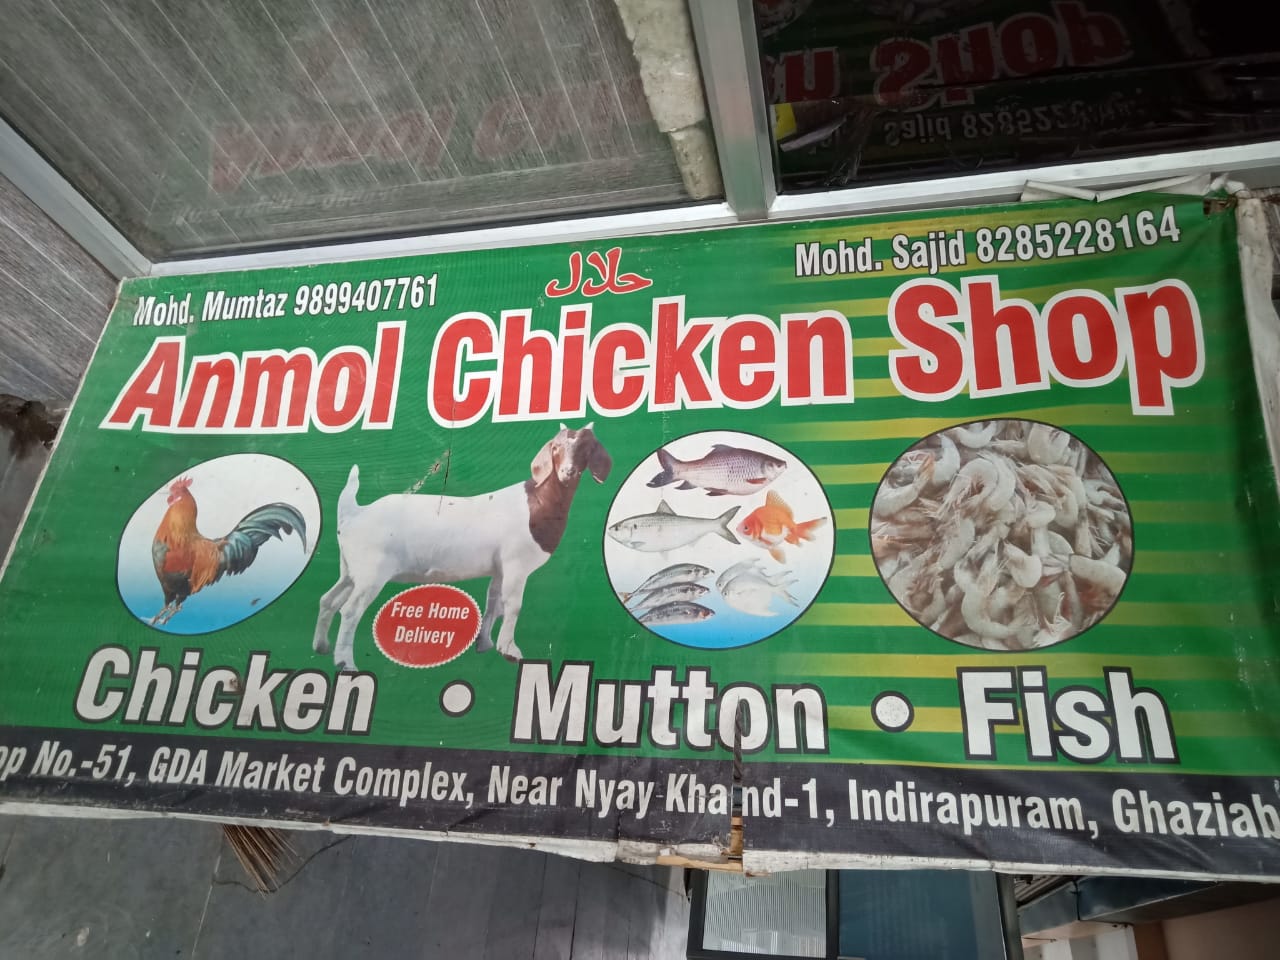 Mohd. Mumtaz 9899407761
حلال
Mohd. Sajid 8285228164
Anmol Chicken Shop
Free Home
Delivery
Chicken • Mutton • Fish
op No.-51, GDA Market Complex, Near Nyay Khand-1, Indirapuram, Ghaziab